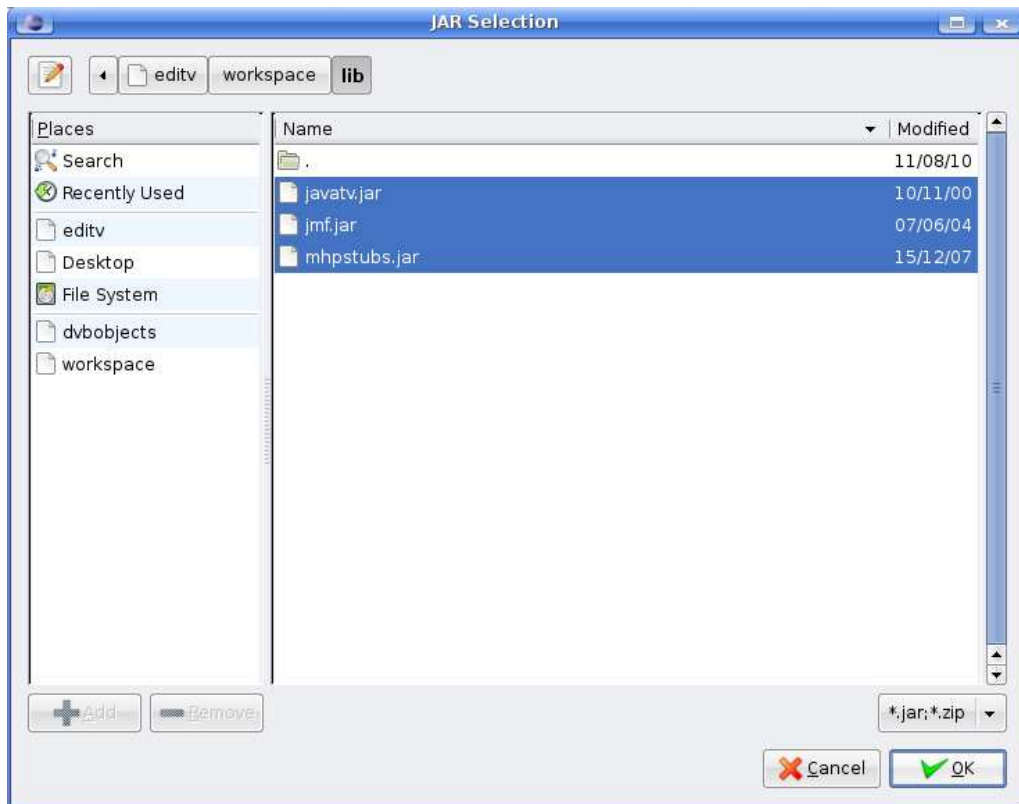 JAR Selection
editv workspace lib
Places
Search
Recently Used
editv
Desktop
File System
dvbobjects
workspace
Name Modified
. 11/08/10
javatv.jar 10/11/00
jmf.jar 07/06/04
mhpstubs.jar 15/12/07
Add Remove *.jar;*.zip
Cancel OK